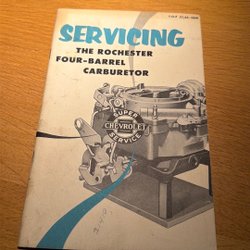 SERVICING
THE ROCHESTER
FOUR-BARREL
CARBURETOR
SUPER
CHEVROLET
SERVICE